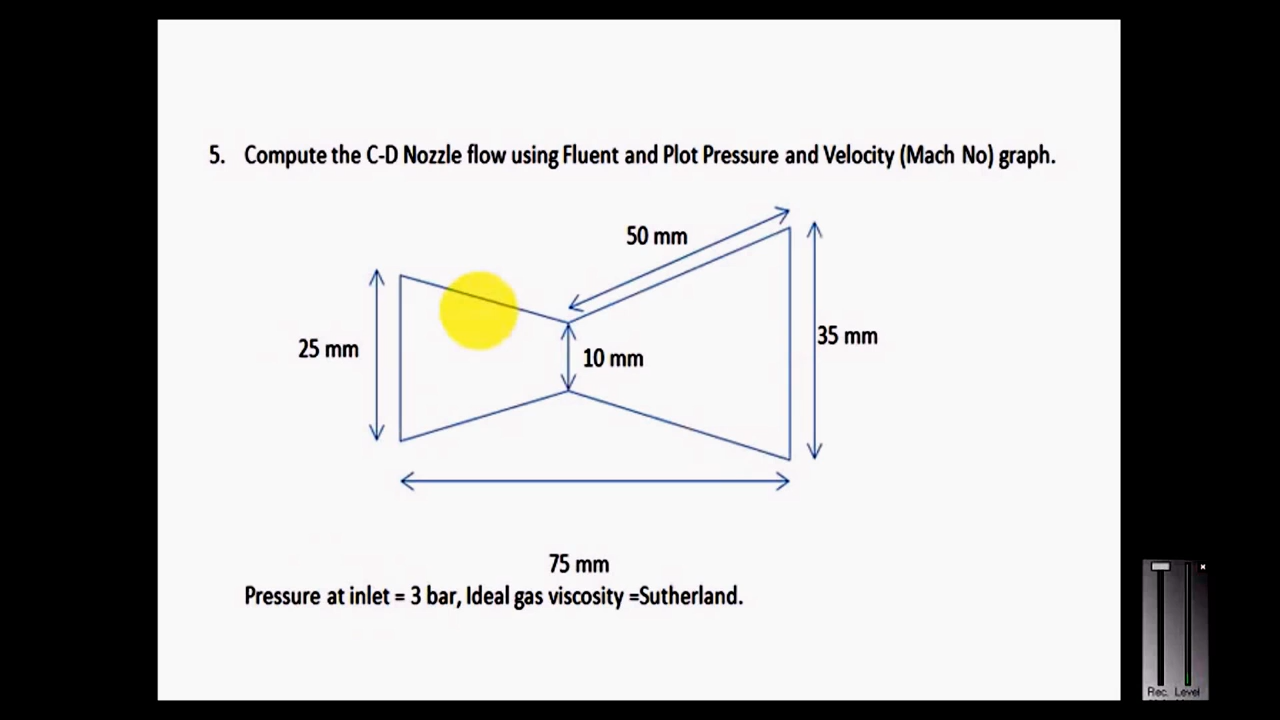 5. Compute the C-D Nozzle flow using Fluent and Plot Pressure and Velocity (Mach No) graph.
50 mm
25 mm
10 mm
35 mm
75 mm
Pressure at inlet = 3 bar, Ideal gas viscosity =Sutherland.
Rec. Level